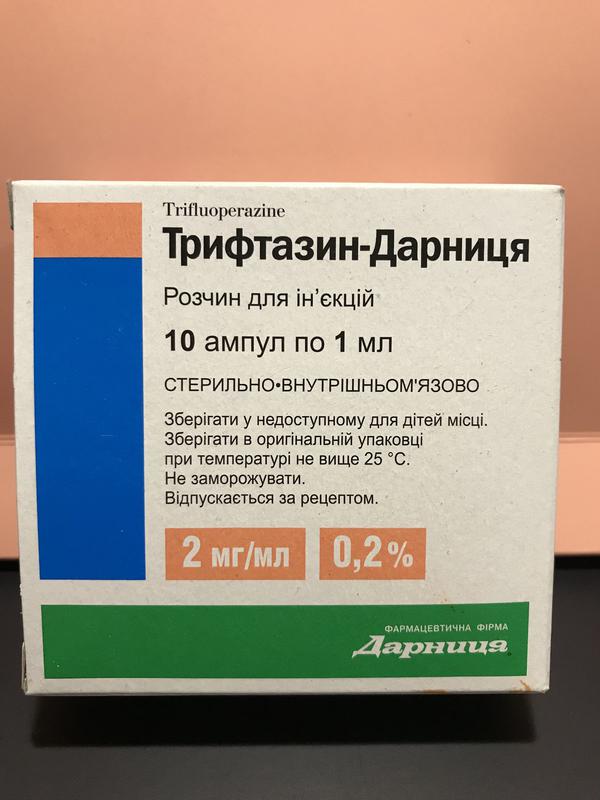 Trifluoperazine
Трифтазин-Дарниця
Розчин для ін'єкцій
10 ампул по 1 мл
СТЕРИЛЬНО•ВНУТРІШНЬОМ'ЯЗОВО
Зберігати у недоступному для дітей місці.
Зберігати в оригінальній упаковці
при температурі не вище 25 °С.
Не заморожувати.
Відпускається за рецептом.
2 мг/мл 0,2%
ФАРМАЦЕВТИЧНА ФІРМА
Дарниця